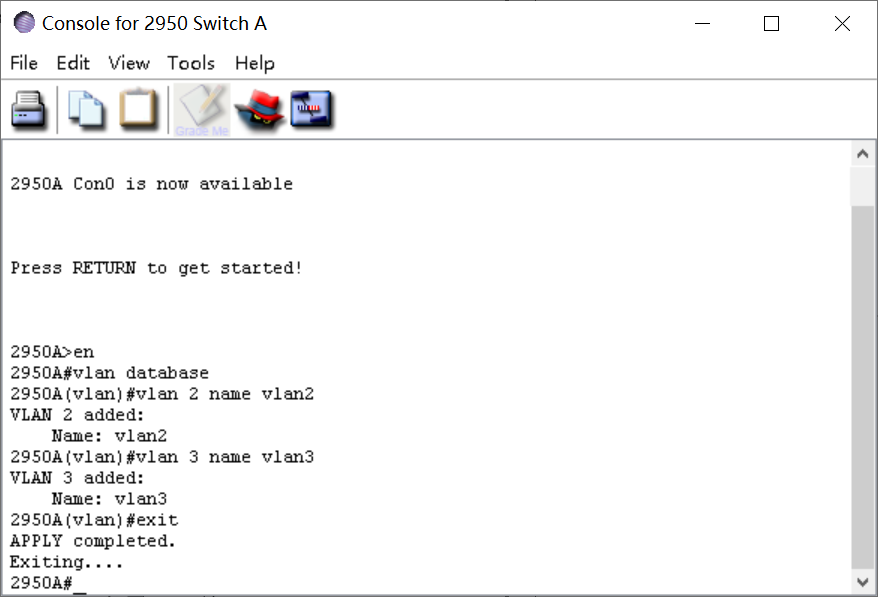 Console for 2950 Switch A
File Edit View Tools Help
Grade Me
2950A Con0 is now available
Press RETURN to get started!
2950A>en
2950A#vlan database
2950A(vlan)#vlan 2 name vlan2
VLAN 2 added:
    Name: vlan2
2950A(vlan)#vlan 3 name vlan3
VLAN 3 added:
    Name: vlan3
2950A(vlan)#exit
APPLY completed.
Exiting....
2950A#_